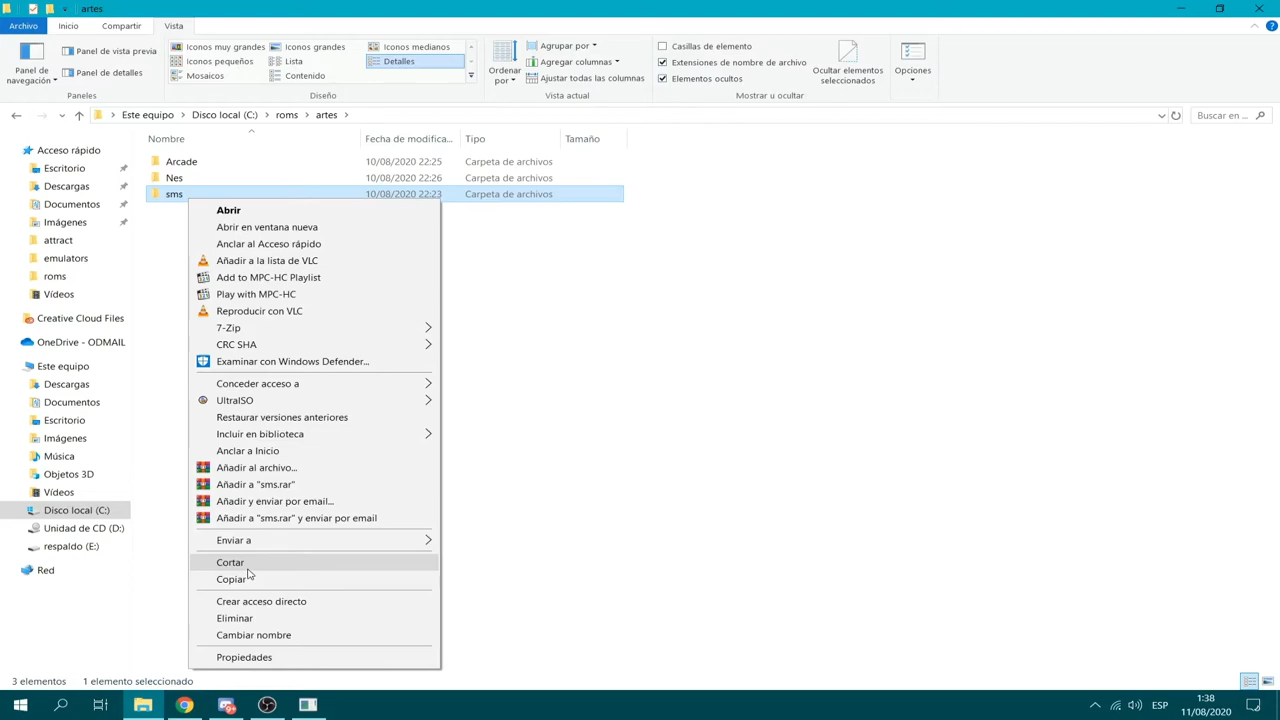 artes
Archivo Inicio Compartir Vista
Panel de navegación
Panel de vista previa
Panel de detalles
Paneles
Iconos muy grandes Iconos grandes Iconos medianos
Iconos pequeños Lista Detalles
Mosaicos Contenido
Diseño
Ordenar por
Agrupar por
Agregar columnas
Ajustar todas las columnas
Vista actual
Casillas de elemento
Extensiones de nombre de archivo
Elementos ocultos
Ocultar elementos seleccionados
Mostrar u ocultar
Opciones
Este equipo Disco local (C:) roms artes
Buscar en ...
Nombre Fecha de modifica... Tipo Tamaño
Arcade 10/08/2020 22:25 Carpeta de archivos
Nes 10/08/2020 22:26 Carpeta de archivos
sms 10/08/2020 22:23 Carpeta de archivos
Acceso rápido
Escritorio
Descargas
Documentos
Imágenes
attract
emulators
roms
Vídeos
Creative Cloud Files
OneDrive - ODMAIL
Este equipo
Descargas
Documentos
Escritorio
Imágenes
Música
Objetos 3D
Vídeos
Disco local (C:)
Unidad de CD (D:)
respaldo (E:)
Red
Abrir
Abrir en ventana nueva
Anclar al Acceso rápido
Añadir a la lista de VLC
Add to MPC-HC Playlist
Play with MPC-HC
Reproducir con VLC
7-Zip
CRC SHA
Examinar con Windows Defender...
Conceder acceso a
UltraISO
Restaurar versiones anteriores
Incluir en biblioteca
Anclar a Inicio
Añadir al archivo...
Añadir a "sms.rar"
Añadir y enviar por email...
Añadir a "sms.rar" y enviar por email
Enviar a
Cortar
Copiar
Crear acceso directo
Eliminar
Cambiar nombre
Propiedades
3 elementos 1 elemento seleccionado
ESP
1:38
11/08/2020